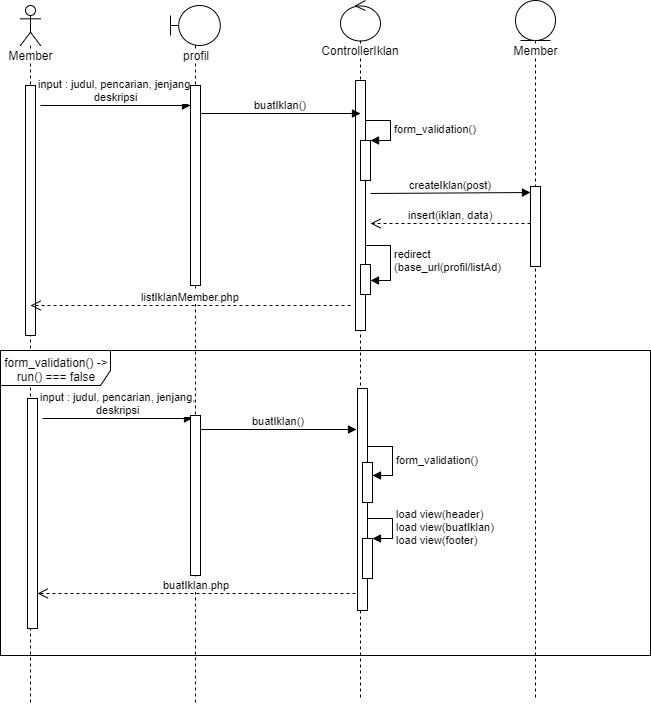 Member
profil
ControllerIklan
Member
input : judul, pencarian, jenjang,
deskripsi
buatIklan()
form_validation()
createIklan(post)
insert(iklan, data)
redirect
(base_url(profil/listAd)
listIklanMember.php
form_validation() ->
run() === false
input : judul, pencarian, jenjang,
deskripsi
buatIklan()
form_validation()
load view(header)
load view(buatIklan)
load view(footer)
buatIklan.php